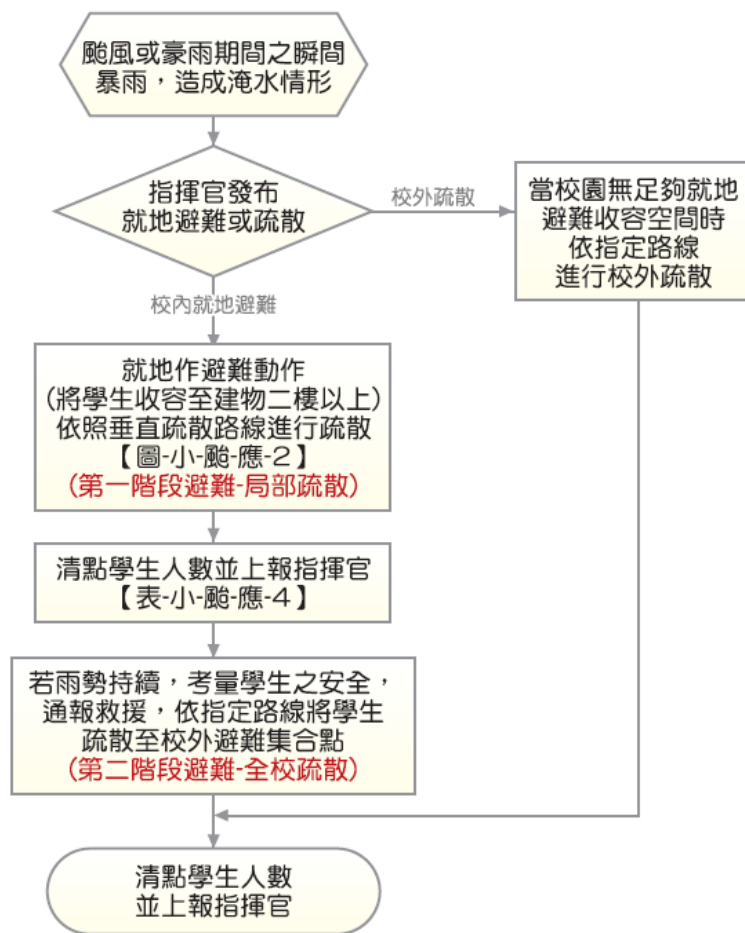 颱風或豪雨期間之瞬間
暴雨，造成淹水情形
指揮官發布
就地避難或疏散
校外疏散
當校園無足夠就地
避難收容空間時
依指定路線
進行校外疏散
校內就地避難
就地作避難動作
(將學生收容至建物二樓以上)
依照垂直疏散路線進行疏散
【圖-小-颱-應-2】
(第一階段避難-局部疏散)
清點學生人數並上報指揮官
【表-小-颱-應-4】
若雨勢持續，考量學生之安全，
通報救援，依指定路線將學生
疏散至校外避難集合點
(第二階段避難-全校疏散)
清點學生人數
並上報指揮官